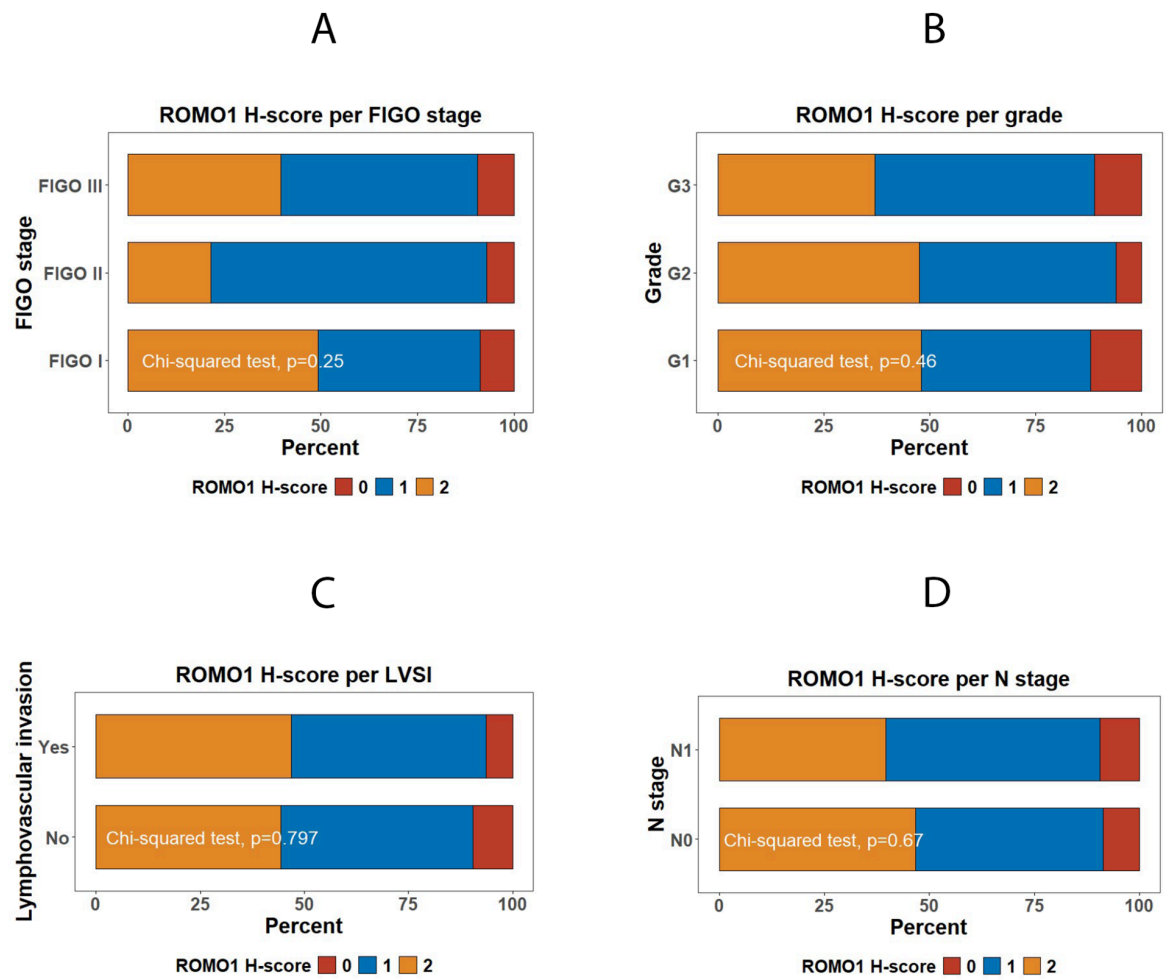 A
ROMO1 H-score per FIGO stage
FIGO stage
FIGO III
FIGO II
FIGO I
Chi-squared test, p=0.25
0 25 50 75 100
Percent
ROMO1 H-score 0 1 2
B
ROMO1 H-score per grade
Grade
G3
G2
G1
Chi-squared test, p=0.46
0 25 50 75 100
Percent
ROMO1 H-score 0 1 2
C
ROMO1 H-score per LVSI
Lymphovascular invasion
Yes
No
Chi-squared test, p=0.797
0 25 50 75 100
Percent
ROMO1 H-score 0 1 2
D
ROMO1 H-score per N stage
N stage
N1
N0
Chi-squared test, p=0.67
0 25 50 75 100
Percent
ROMO1 H-score 0 1 2